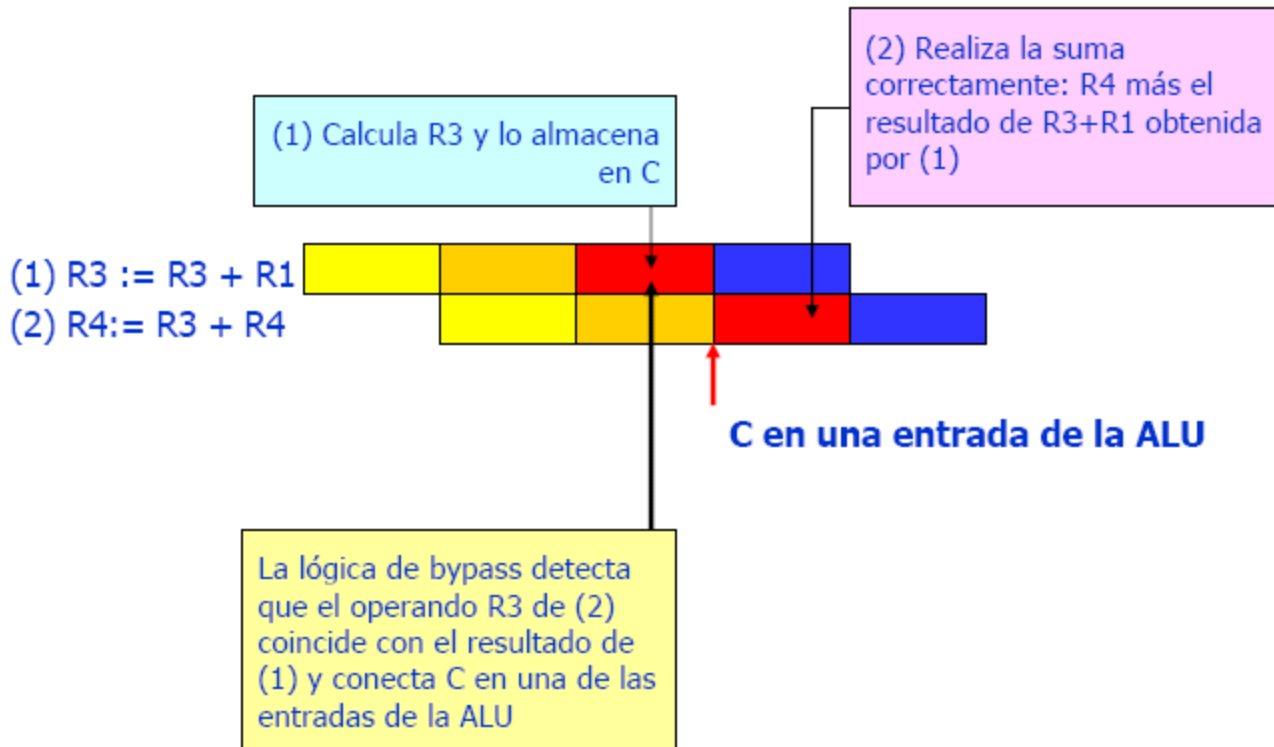 (2) Realiza la suma
correctamente: R4 más el
resultado de R3+R1 obtenida
por (1)
(1) Calcula R3 y lo almacena
en C
(1) R3 := R3 + R1
(2) R4:= R3 + R4
C en una entrada de la ALU
La lógica de bypass detecta
que el operando R3 de (2)
coincide con el resultado de
(1) y conecta C en una de las
entradas de la ALU